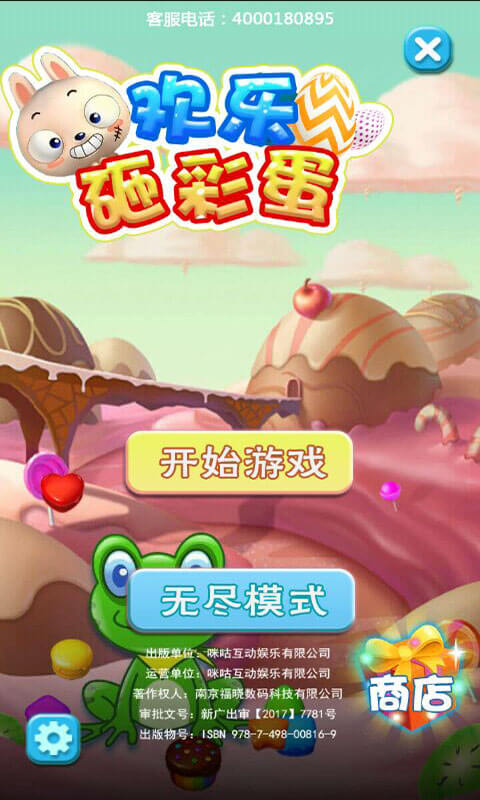 客服电话：4000180895
欢乐
砸彩蛋
开始游戏
无尽模式
出版单位：咪咕互动娱乐有限公司
运营单位：咪咕互动娱乐有限公司
著作权人：南京福晓数码科技有限公司
审批文号：新广出审【2017】7781号
出版物号：ISBN 978-7-498-00816-9
商店